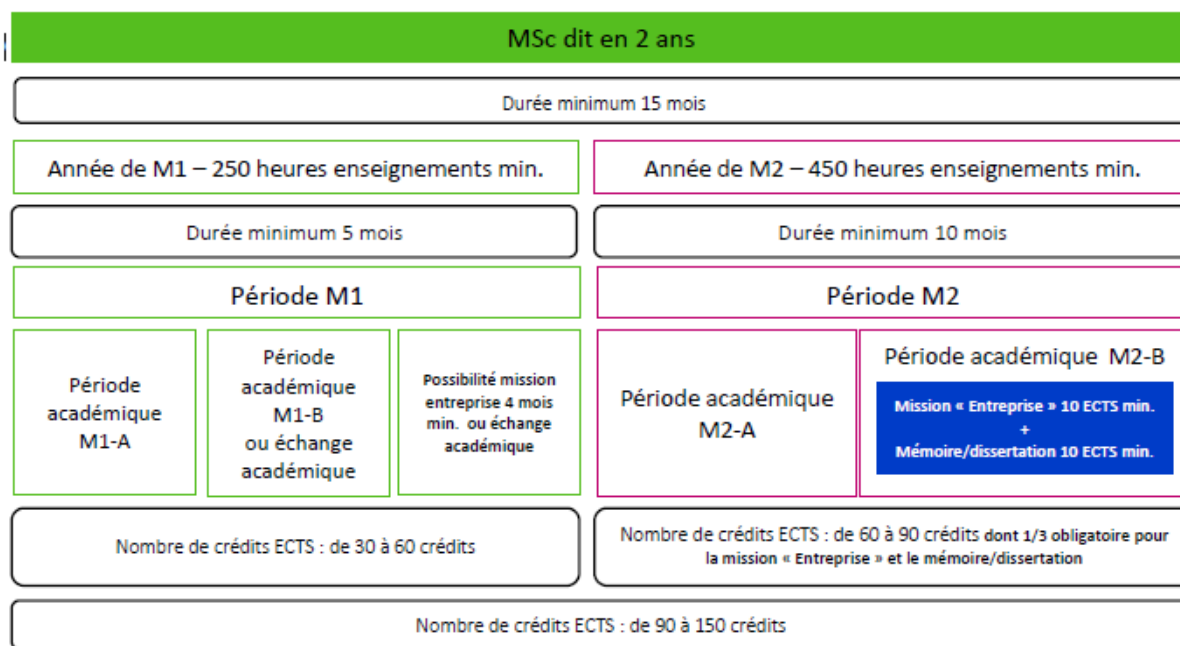 MSc dit en 2 ans
Durée minimum 15 mois
Année de M1 – 250 heures enseignements min.
Année de M2 – 450 heures enseignements min.
Durée minimum 5 mois
Durée minimum 10 mois
Période M1
Période M2
Période
académique
M1-A
Période
académique
M1-B
ou échange
académique
Possibilité mission
entreprise 4 mois
min. ou échange
académique
Période académique
M2-A
Période académique M2-B
Mission « Entreprise » 10 ECTS min.
+
Mémoire/dissertation 10 ECTS min.
Nombre de crédits ECTS : de 30 à 60 crédits
Nombre de crédits ECTS : de 60 à 90 crédits dont 1/3 obligatoire pour
la mission « Entreprise » et le mémoire/dissertation
Nombre de crédits ECTS : de 90 à 150 crédits